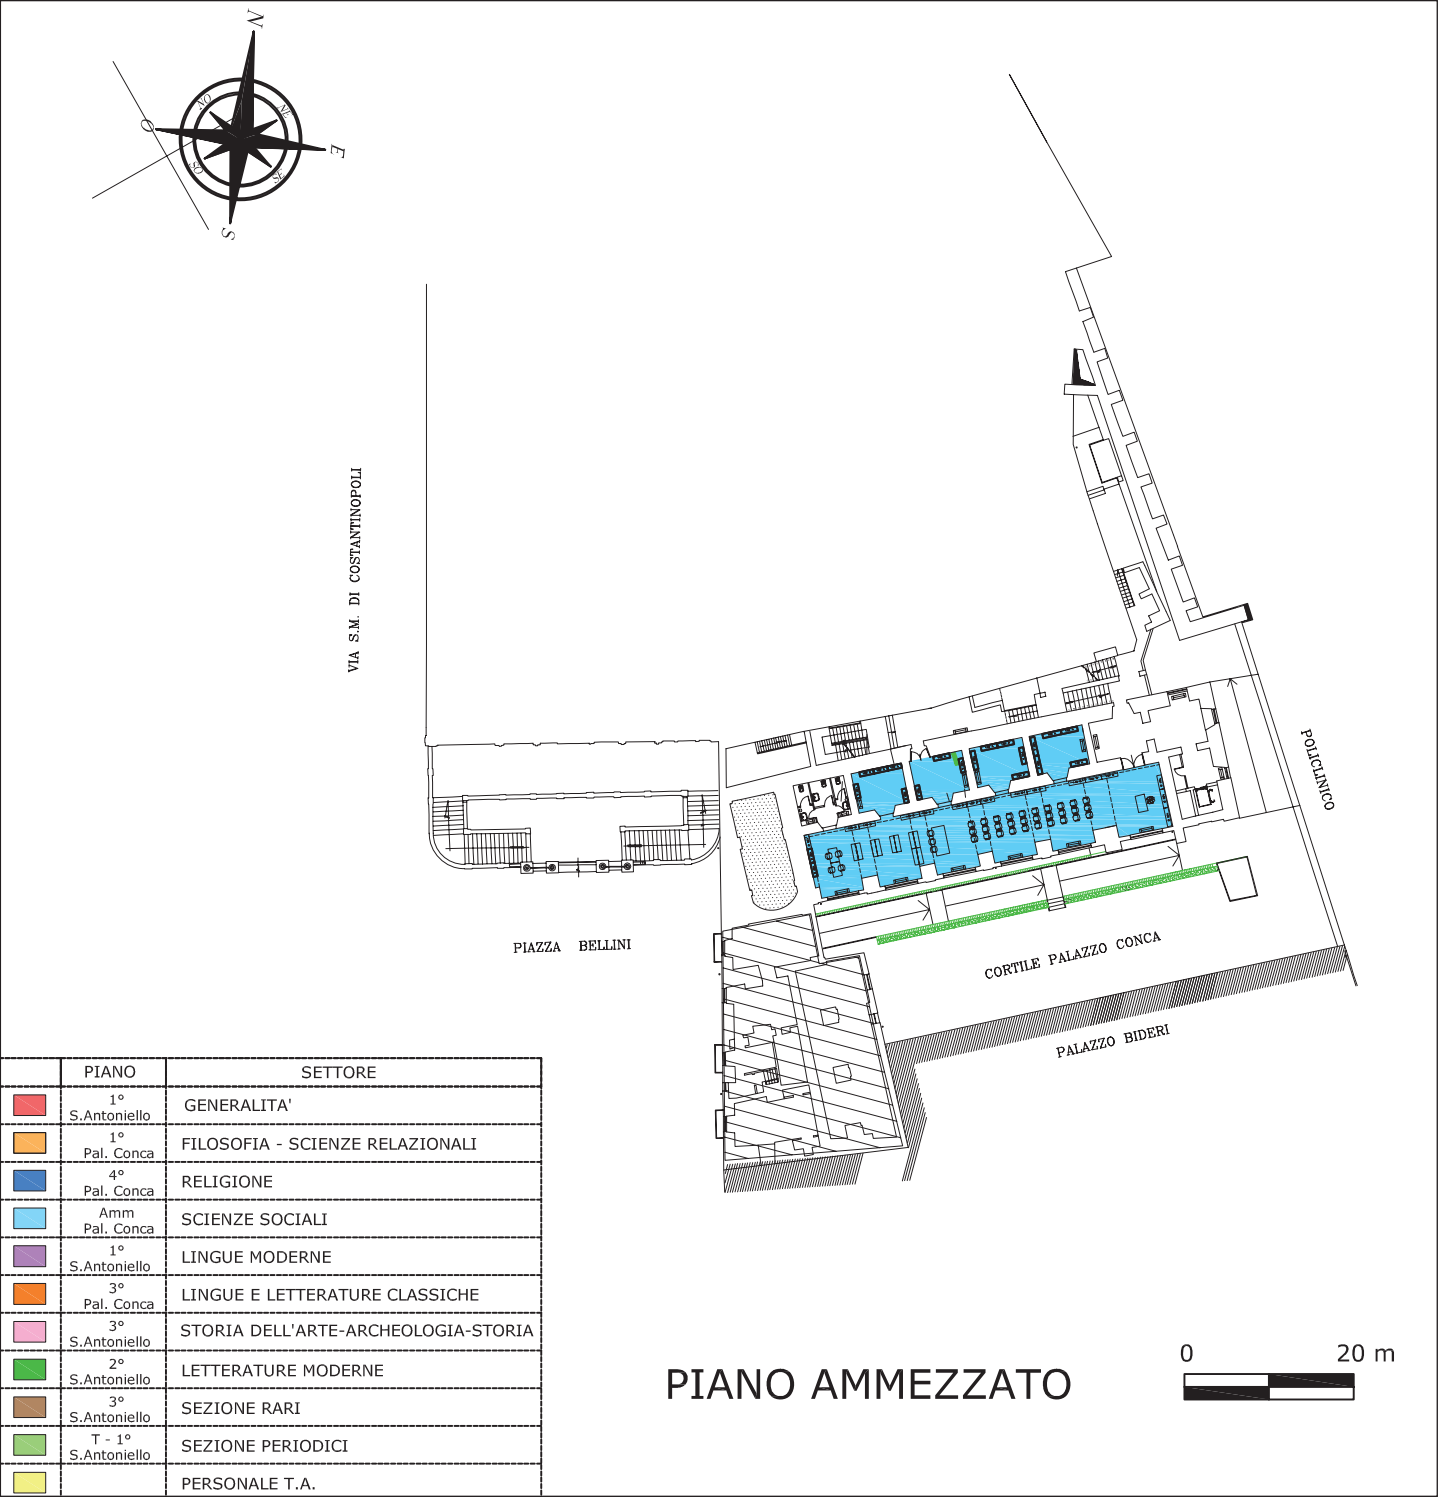 N
NO
NE
O
E
SO
SE
S
VIA S.M. DI COSTANTINOPOLI
POLICLINICO
PIAZZA BELLINI
CORTILE PALAZZO CONCA
PALAZZO BIDERI
PIANO SETTORE
1° S.Antoniello GENERALITA'
1° Pal. Conca FILOSOFIA - SCIENZE RELAZIONALI
4° Pal. Conca RELIGIONE
Amm Pal. Conca SCIENZE SOCIALI
1° S.Antoniello LINGUE MODERNE
3° Pal. Conca LINGUE E LETTERATURE CLASSICHE
3° S.Antoniello STORIA DELL'ARTE-ARCHEOLOGIA-STORIA
2° S.Antoniello LETTERATURE MODERNE
3° S.Antoniello SEZIONE RARI
T - 1° S.Antoniello SEZIONE PERIODICI
PERSONALE T.A.
PIANO AMMEZZATO
0 20 m